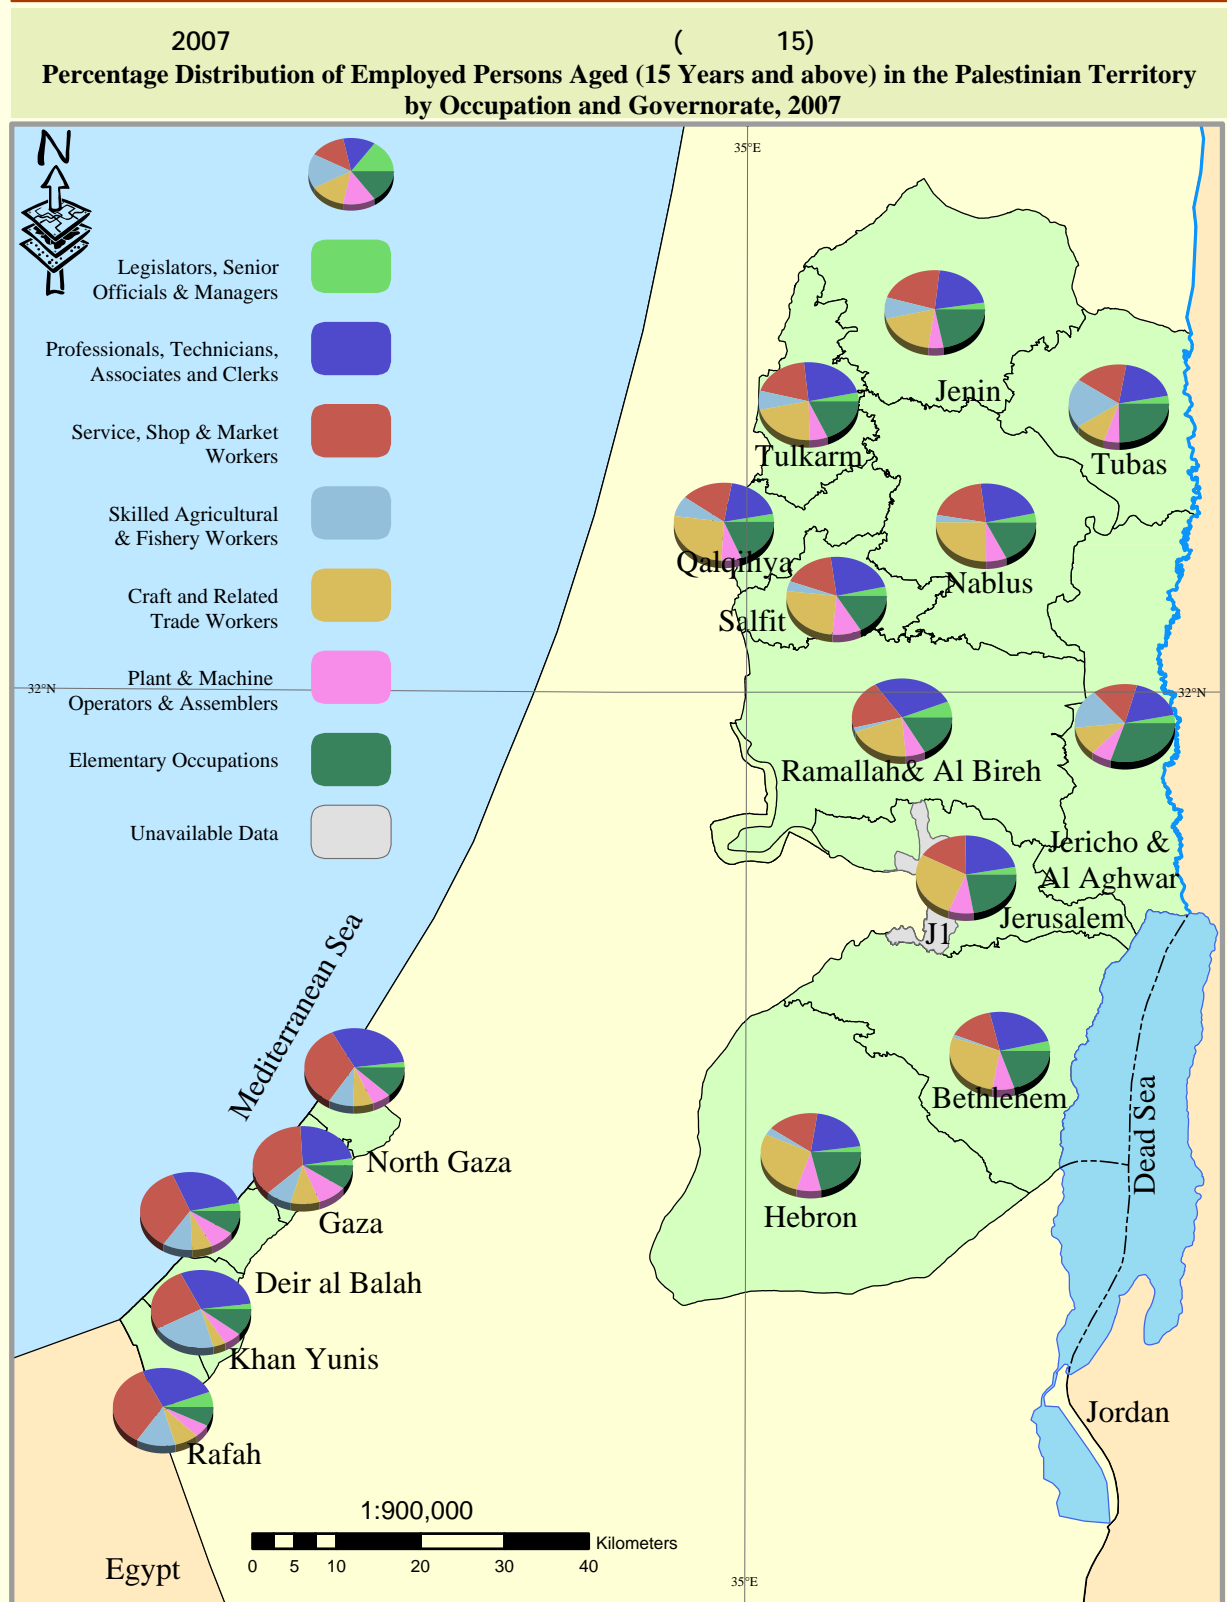 2007 ( 15)
Percentage Distribution of Employed Persons Aged (15 Years and above) in the Palestinian Territory
by Occupation and Governorate, 2007
N
35°E
Legislators, Senior
Officials & Managers
Professionals, Technicians,
Associates and Clerks
Service, Shop & Market
Workers
Skilled Agricultural
& Fishery Workers
Craft and Related
Trade Workers
Plant & Machine
Operators & Assemblers
Elementary Occupations
Unavailable Data
Jenin
Tulkarm
Tubas
Qalqiliya
Nablus
Salfit
32°N
32°N
Ramallah& Al Bireh
Jericho &
Al Aghwar
Jerusalem
J1
Mediterranean Sea
Bethlehem
Dead Sea
North Gaza
Hebron
Gaza
Deir al Balah
Khan Yunis
Jordan
Rafah
1:900,000
Kilometers
0 5 10 20 30 40
Egypt
35°E